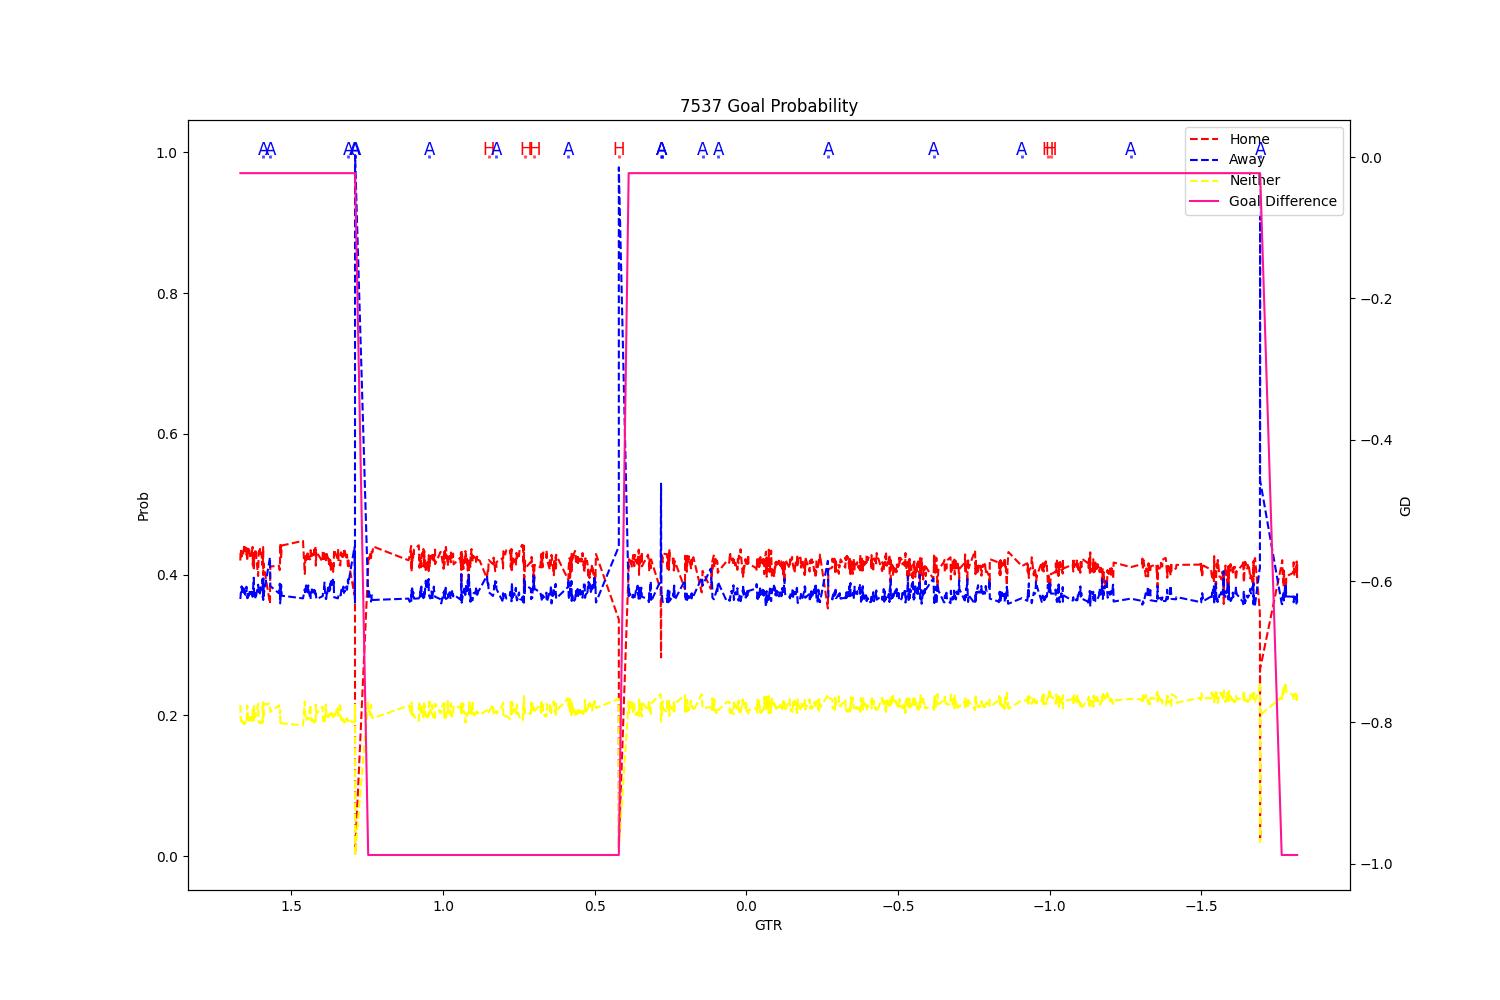 7537 Goal Probability
A A A A A A H A H H A H A A A A A A A H H A A
Home
Away
Neither
Goal Difference
1.0
0.8
0.6
0.4
0.2
0.0
Prob
0.0
−0.2
−0.4
−0.6
−0.8
−1.0
GD
1.5 1.0 0.5 0.0 −0.5 −1.0 −1.5
GTR